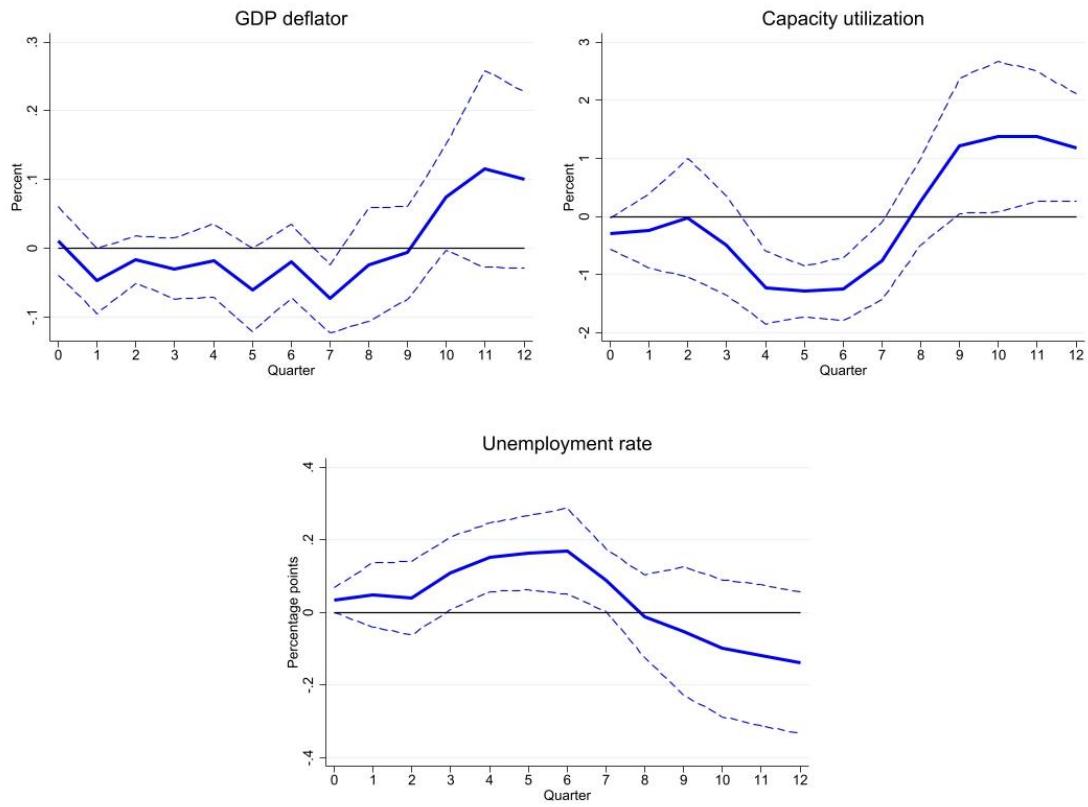 GDP deflator
.3
.2
.1
0
-.1
Percent
0 1 2 3 4 5 6 7 8 9 10 11 12
Quarter
Capacity utilization
3
2
1
0
-1
-2
Percent
0 1 2 3 4 5 6 7 8 9 10 11 12
Quarter
Unemployment rate
.4
.2
0
-.2
-.4
Percentage points
0 1 2 3 4 5 6 7 8 9 10 11 12
Quarter